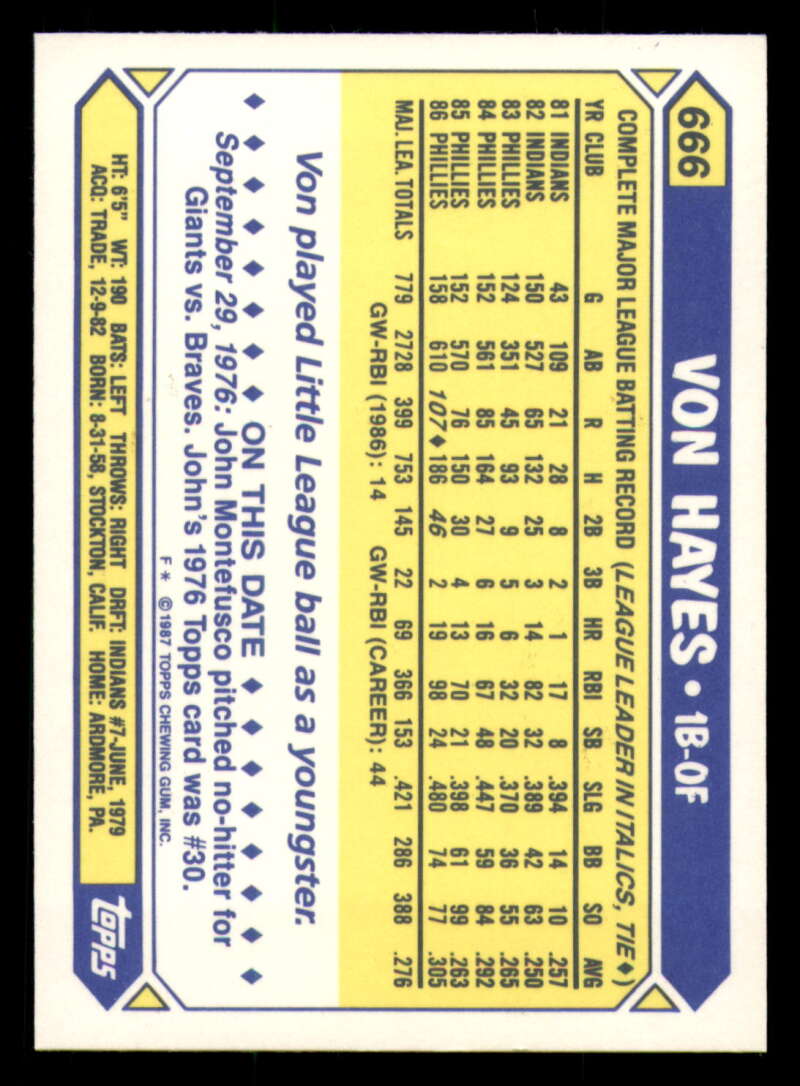 666 VON HAYES • 1B-OF
COMPLETE MAJOR LEAGUE BATTING RECORD (LEAGUE LEADER IN ITALICS, TIE♦)
YR CLUB G AB R H 2B 3B HR RBI SB SLG BB SO AVG
81 INDIANS 43 109 21 28 8 2 1 17 8 .394 14 10 .257
82 INDIANS 150 527 65 132 25 3 14 82 32 .389 42 63 .250
83 PHILLIES 124 351 45 93 9 5 6 32 20 .370 36 55 .265
84 PHILLIES 152 561 85 164 27 6 16 67 48 .447 59 84 .292
85 PHILLIES 152 570 76 150 30 4 13 70 21 .398 61 99 .263
86 PHILLIES 158 610 107♦ 186 46 2 19 98 24 .480 74 77 .305
MAJ. LEA. TOTALS 779 2728 399 753 145 22 69 366 153 .421 286 388 .276
GW-RBI (1986): 14 GW-RBI (CAREER): 44
Von played Little League ball as a youngster.
♦ ♦ ♦ ♦ ♦ ♦ ♦ ♦ ON THIS DATE ♦ ♦ ♦ ♦ ♦ ♦ ♦ ♦
September 29, 1976: John Montefusco pitched no-hitter for
Giants vs. Braves. John's 1976 Topps card was #30.
F* ©1987 TOPPS CHEWING GUM, INC.
HT: 6'5" WT: 190 BATS: LEFT THROWS: RIGHT DRFT: INDIANS #7-JUNE, 1979
ACQ: TRADE, 12-9-82 BORN: 8-31-58, STOCKTON, CALIF. HOME: ARDMORE, PA.
TOPPS